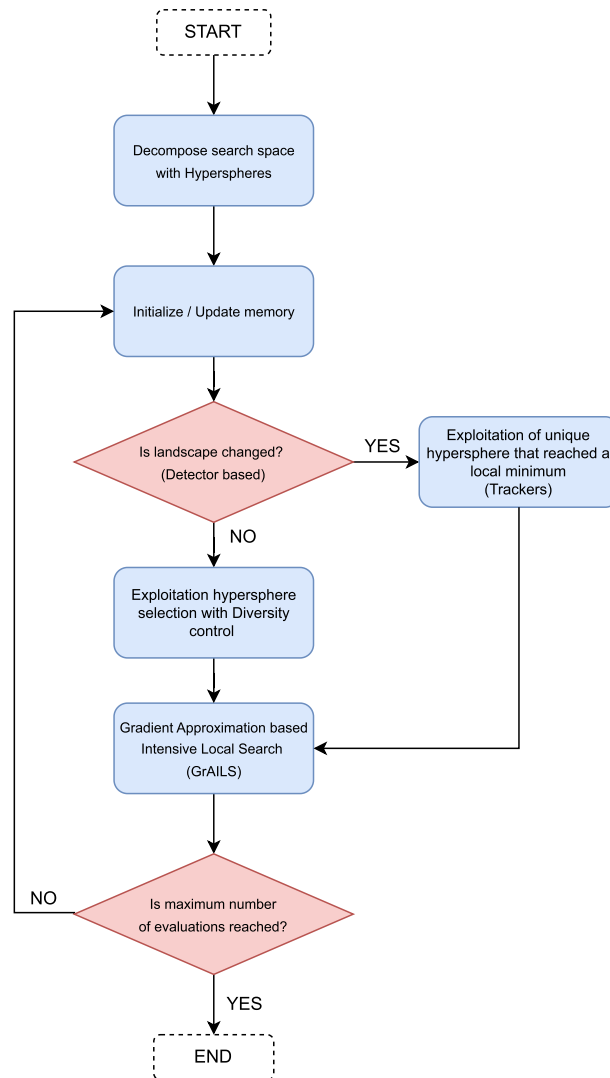 START
Decompose search space
with Hyperspheres
Initialize / Update memory
Is landscape changed?
(Detector based)
YES
Exploitation of unique
hypersphere that reached a
local minimum
(Trackers)
NO
Exploitation hypersphere
selection with Diversity
control
Gradient Approximation based
Intensive Local Search
(GrAILS)
Is maximum number
of evaluations reached?
NO
YES
END